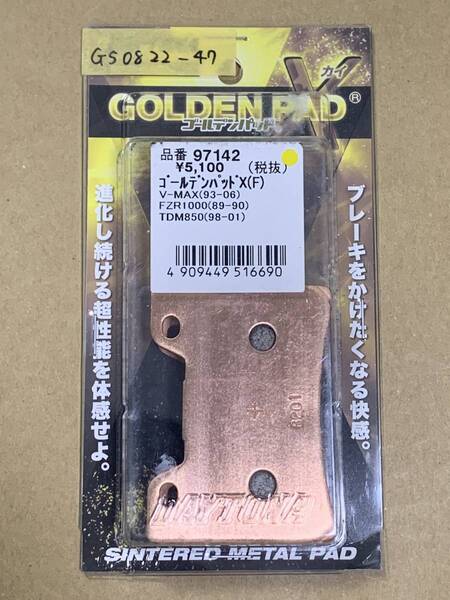 GS0822-47
カイ
X
GOLDEN PAD®
ゴールデンパッド
品番 97142
¥5,100 (税抜)
ｺﾞｰﾙﾃﾞﾝﾊﾟｯﾄﾞX(F)
V-MAX(93-06)
FZR1000(89-90)
TDM850(98-01)
4 909449 516690
ブレーキをかけたくなる快感。
進化し続ける超性能を体感せよ。
+
6201
DAYTONA
SINTERED METAL PAD